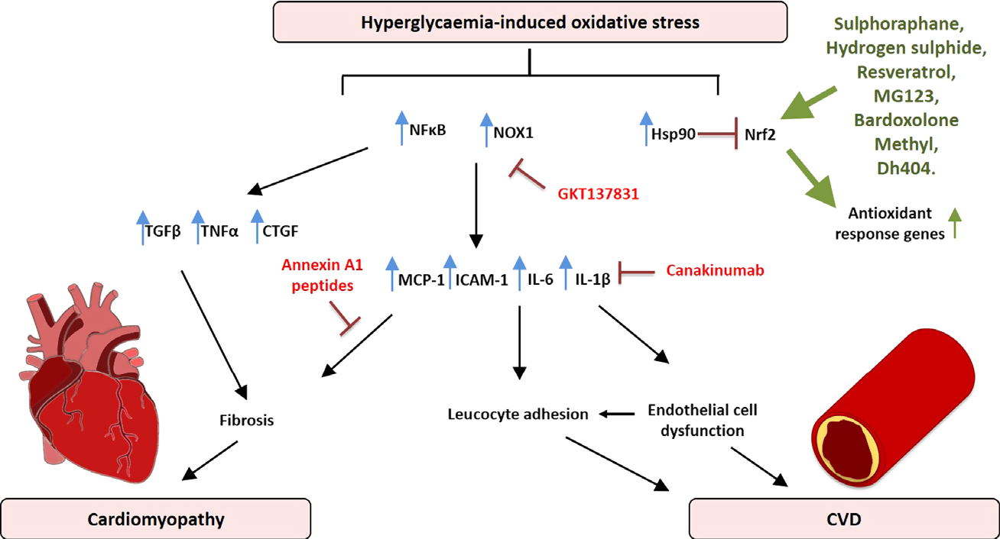 Hyperglycaemia-induced oxidative stress
Sulphoraphane,
Hydrogen sulphide,
Resveratrol,
MG123,
Bardoxolone
Methyl,
Dh404.
NFκB
NOX1
Hsp90
Nrf2
GKT137831
Antioxidant
response genes
TGFβ
TNFα
CTGF
Annexin A1
peptides
MCP-1
ICAM-1
IL-6
IL-1β
Canakinumab
Fibrosis
Leucocyte adhesion
Endothelial cell
dysfunction
Cardiomyopathy
CVD